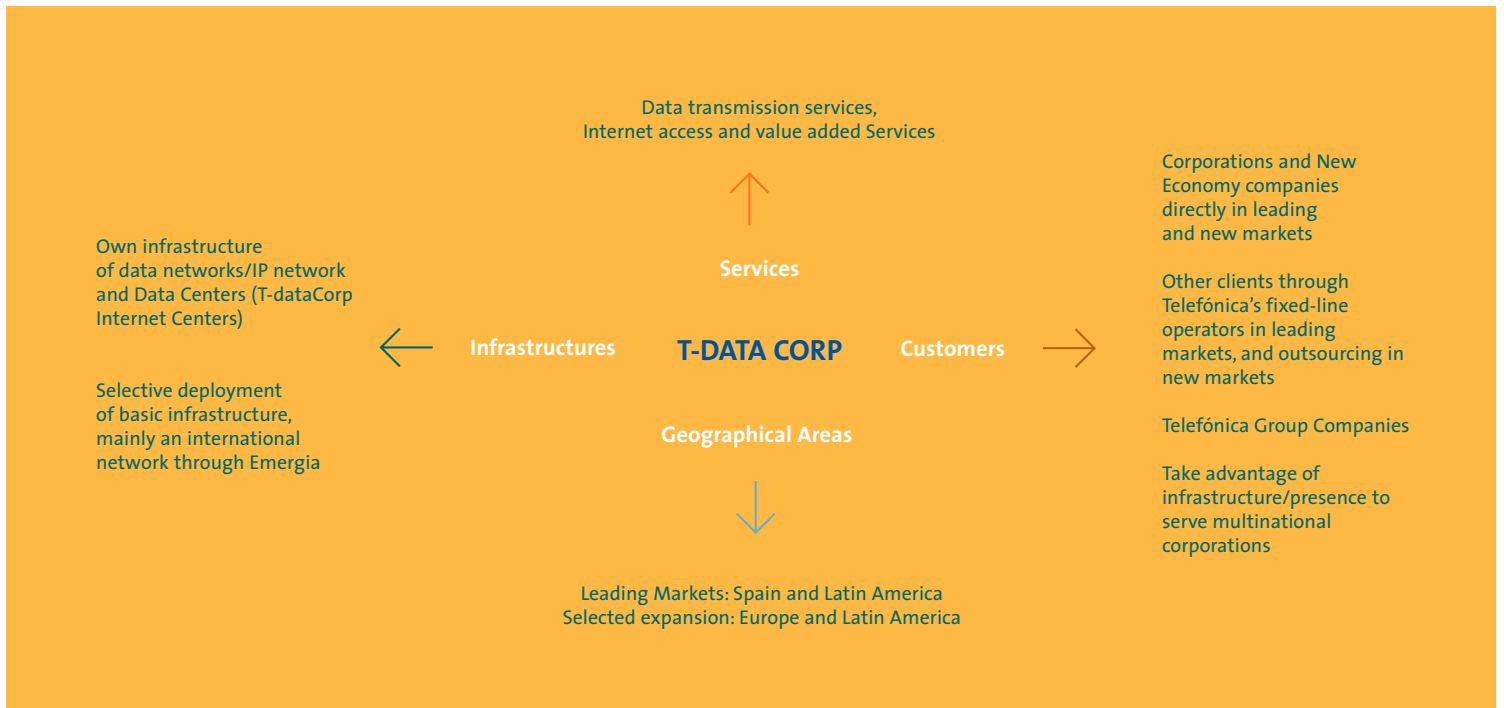 Data transmission services,
Internet access and value added Services
Services
Own infrastructure
of data networks/IP network
and Data Centers (T-dataCorp
Internet Centers)
Selective deployment
of basic infrastructure,
mainly an international
network through Emergia
Infrastructures
T-DATA CORP
Customers
Corporations and New
Economy companies
directly in leading
and new markets
Other clients through
Telefónica’s fixed-line
operators in leading
markets, and outsourcing in
new markets
Telefónica Group Companies
Take advantage of
infrastructure/presence to
serve multinational
corporations
Geographical Areas
Leading Markets: Spain and Latin America
Selected expansion: Europe and Latin America